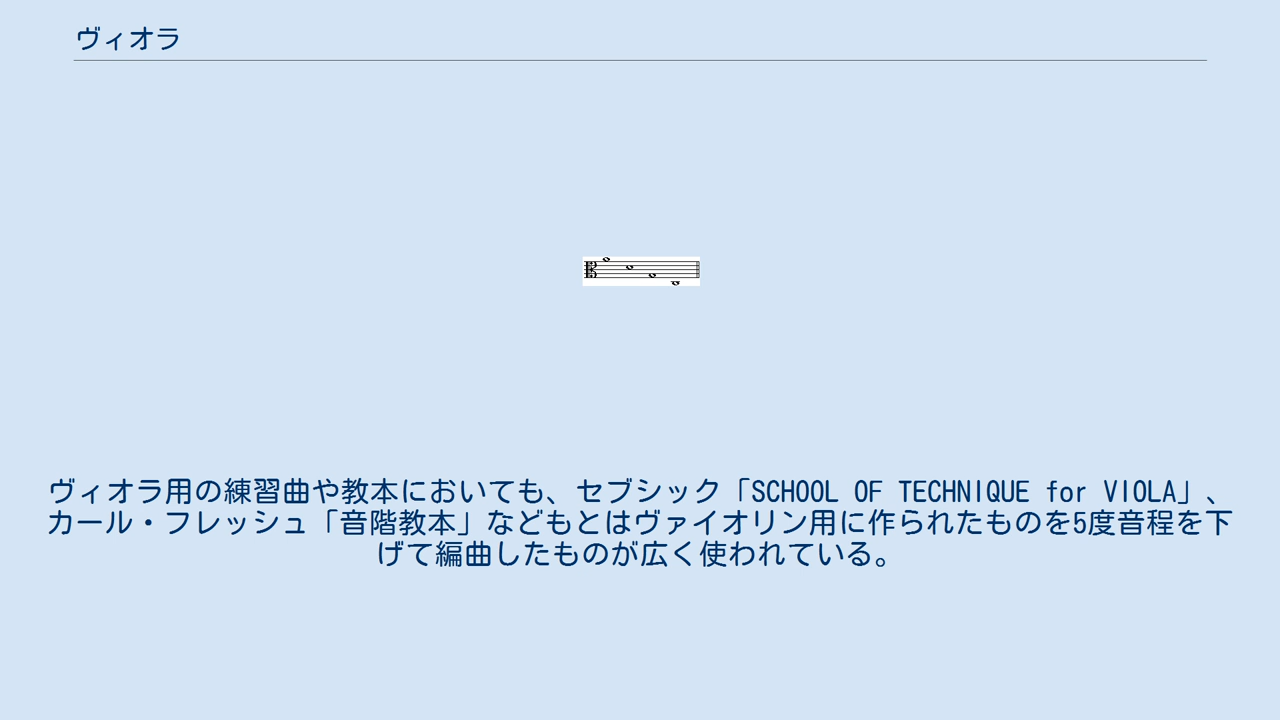 ヴィオラ
ヴィオラ用の練習曲や教本においても、セブシック「SCHOOL OF TECHNIQUE for VIOLA」、
カール・フレッシュ「音階教本」などもとはヴァイオリン用に作られたものを5度音程を下
げて編曲したものが広く使われている。